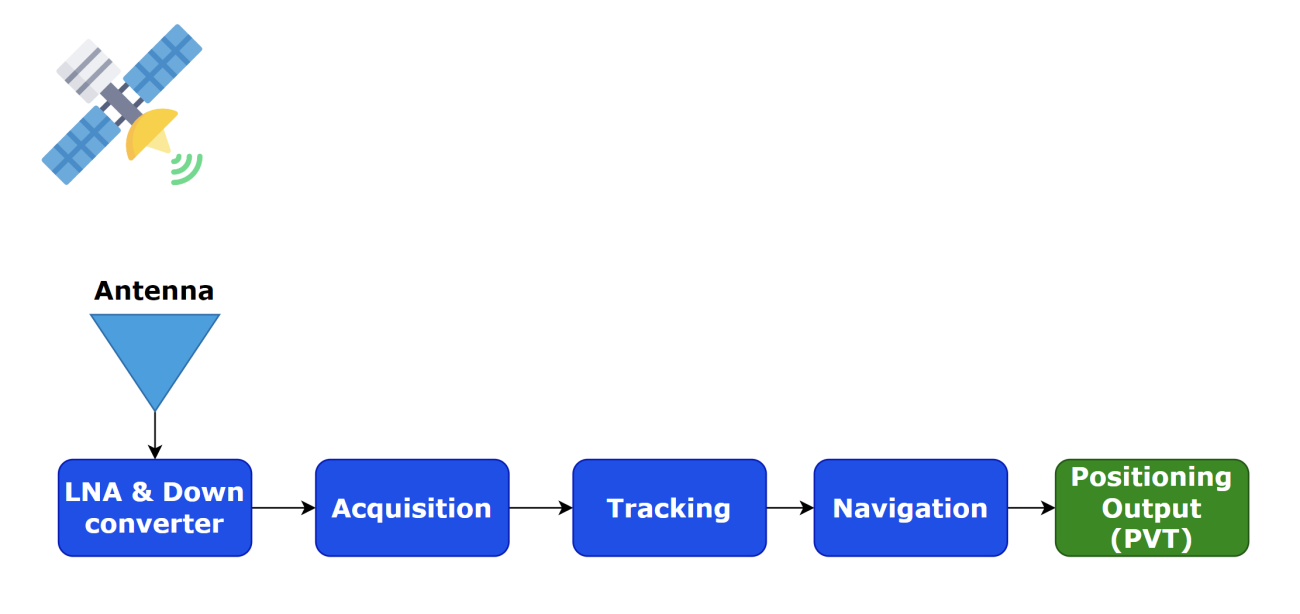 Antenna
LNA & Down
converter
Acquisition
Tracking
Navigation
Positioning
Output
(PVT)